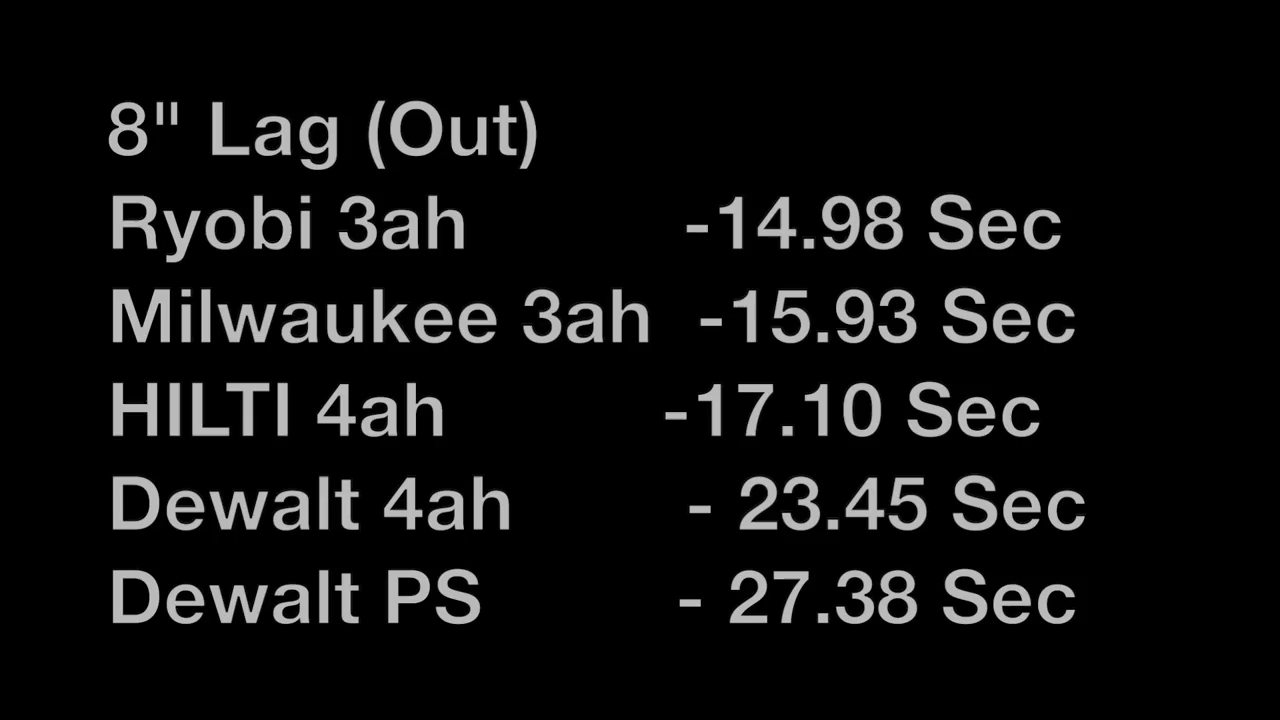 8" Lag (Out)
Ryobi 3ah -14.98 Sec
Milwaukee 3ah -15.93 Sec
HILTI 4ah -17.10 Sec
Dewalt 4ah - 23.45 Sec
Dewalt PS - 27.38 Sec